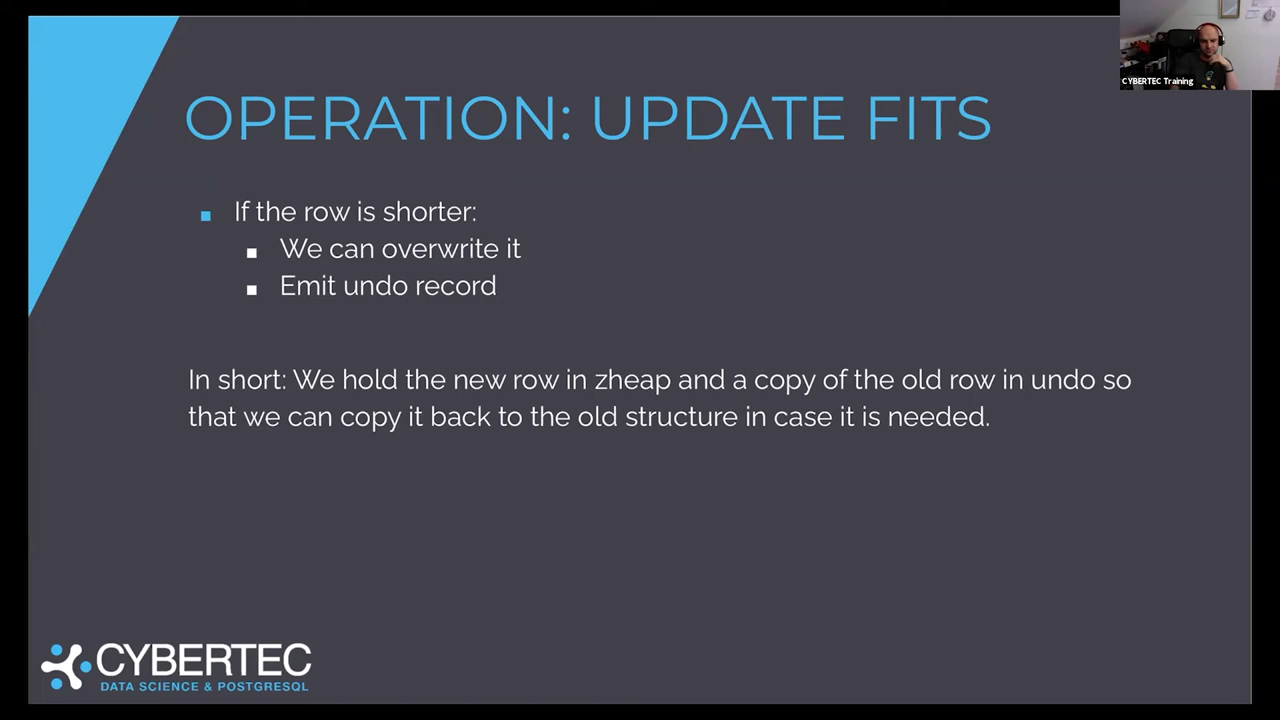 CYBERTEC Training
OPERATION: UPDATE FITS
If the row is shorter:
We can overwrite it
Emit undo record
In short: We hold the new row in zheap and a copy of the old row in undo so
that we can copy it back to the old structure in case it is needed.
CYBERTEC
DATA SCIENCE & POSTGRESQL